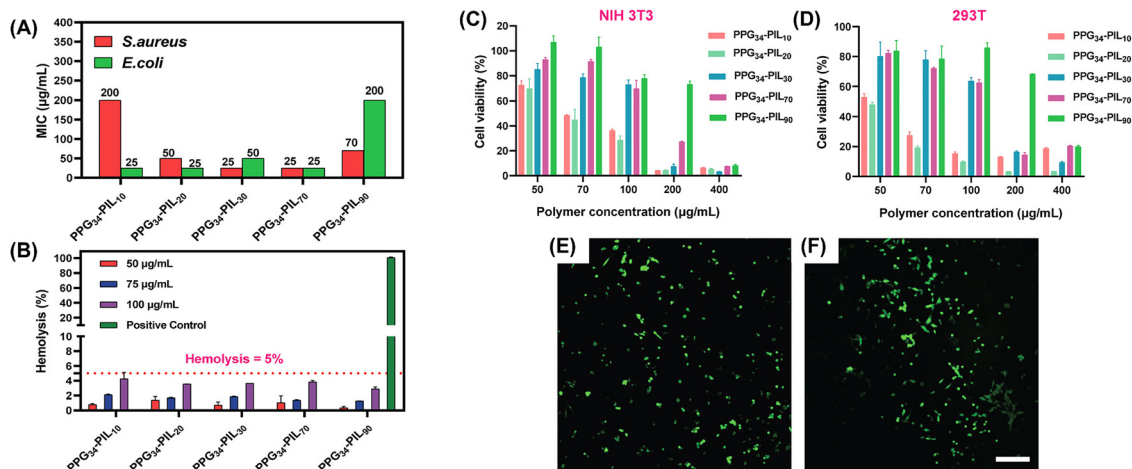 (A)
MIC (µg/mL)
400
350
300
250
200
150
100
50
0
S.aureus
E.coli
200
25
50
25
25
50
25
25
70
200
PPG34-PIL10
PPG34-PIL20
PPG34-PIL30
PPG34-PIL70
PPG34-PIL90
(B)
Hemolysis (%)
100
80
60
40
20
8
6
4
2
0
50 µg/mL
75 µg/mL
100 µg/mL
Positive Control
Hemolysis = 5%
PPG34-PIL10
PPG34-PIL20
PPG34-PIL30
PPG34-PIL70
PPG34-PIL90
(C)
NIH 3T3
Cell viability (%)
120
100
80
60
40
20
0
PPG34-PIL10
PPG34-PIL20
PPG34-PIL30
PPG34-PIL70
PPG34-PIL90
50
70
100
200
400
Polymer concentration (µg/mL)
(D)
293T
Cell viability (%)
100
80
60
40
20
0
PPG34-PIL10
PPG34-PIL20
PPG34-PIL30
PPG34-PIL70
PPG34-PIL90
50
70
100
200
400
Polymer concentration (µg/mL)
(E)
(F)